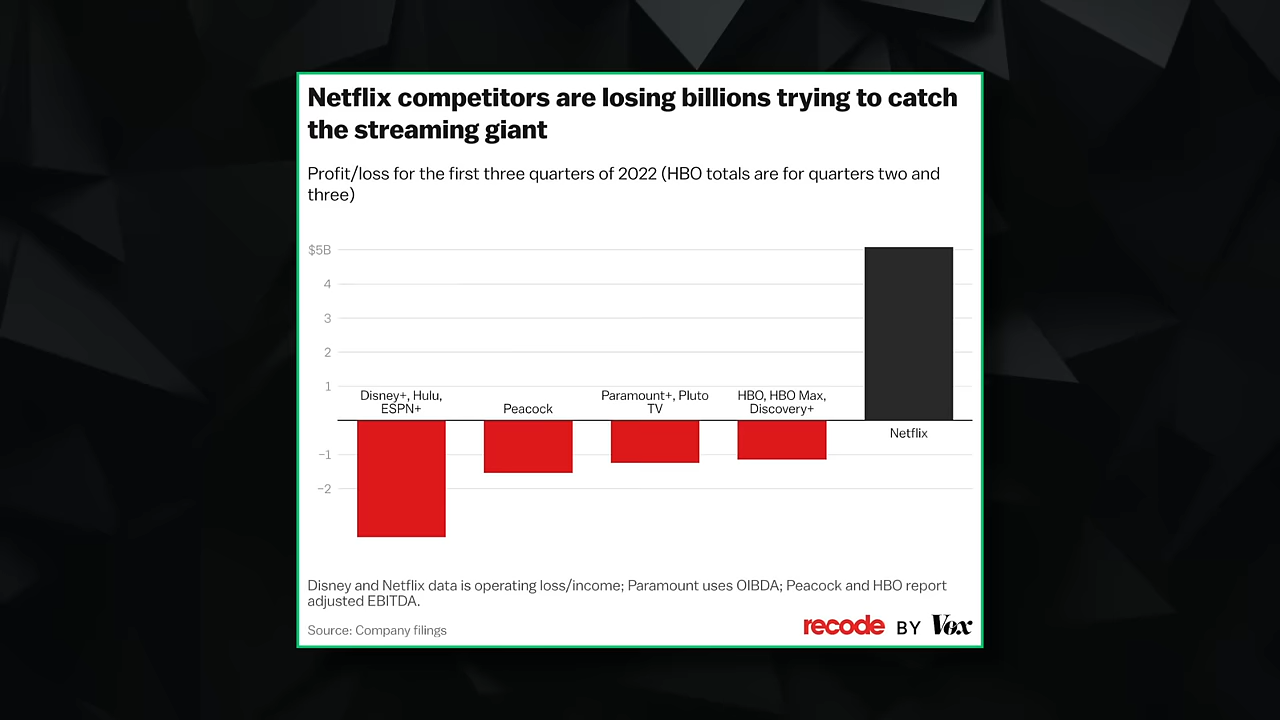 Netflix competitors are losing billions trying to catch
the streaming giant
Profit/loss for the first three quarters of 2022 (HBO totals are for quarters two and
three)
$5B
4
3
2
1
−1
−2
Disney+, Hulu,
ESPN+
Peacock
Paramount+, Pluto
TV
HBO, HBO Max,
Discovery+
Netflix
Disney and Netflix data is operating loss/income; Paramount uses OIBDA; Peacock and HBO report
adjusted EBITDA.
Source: Company filings
recode BY Vox